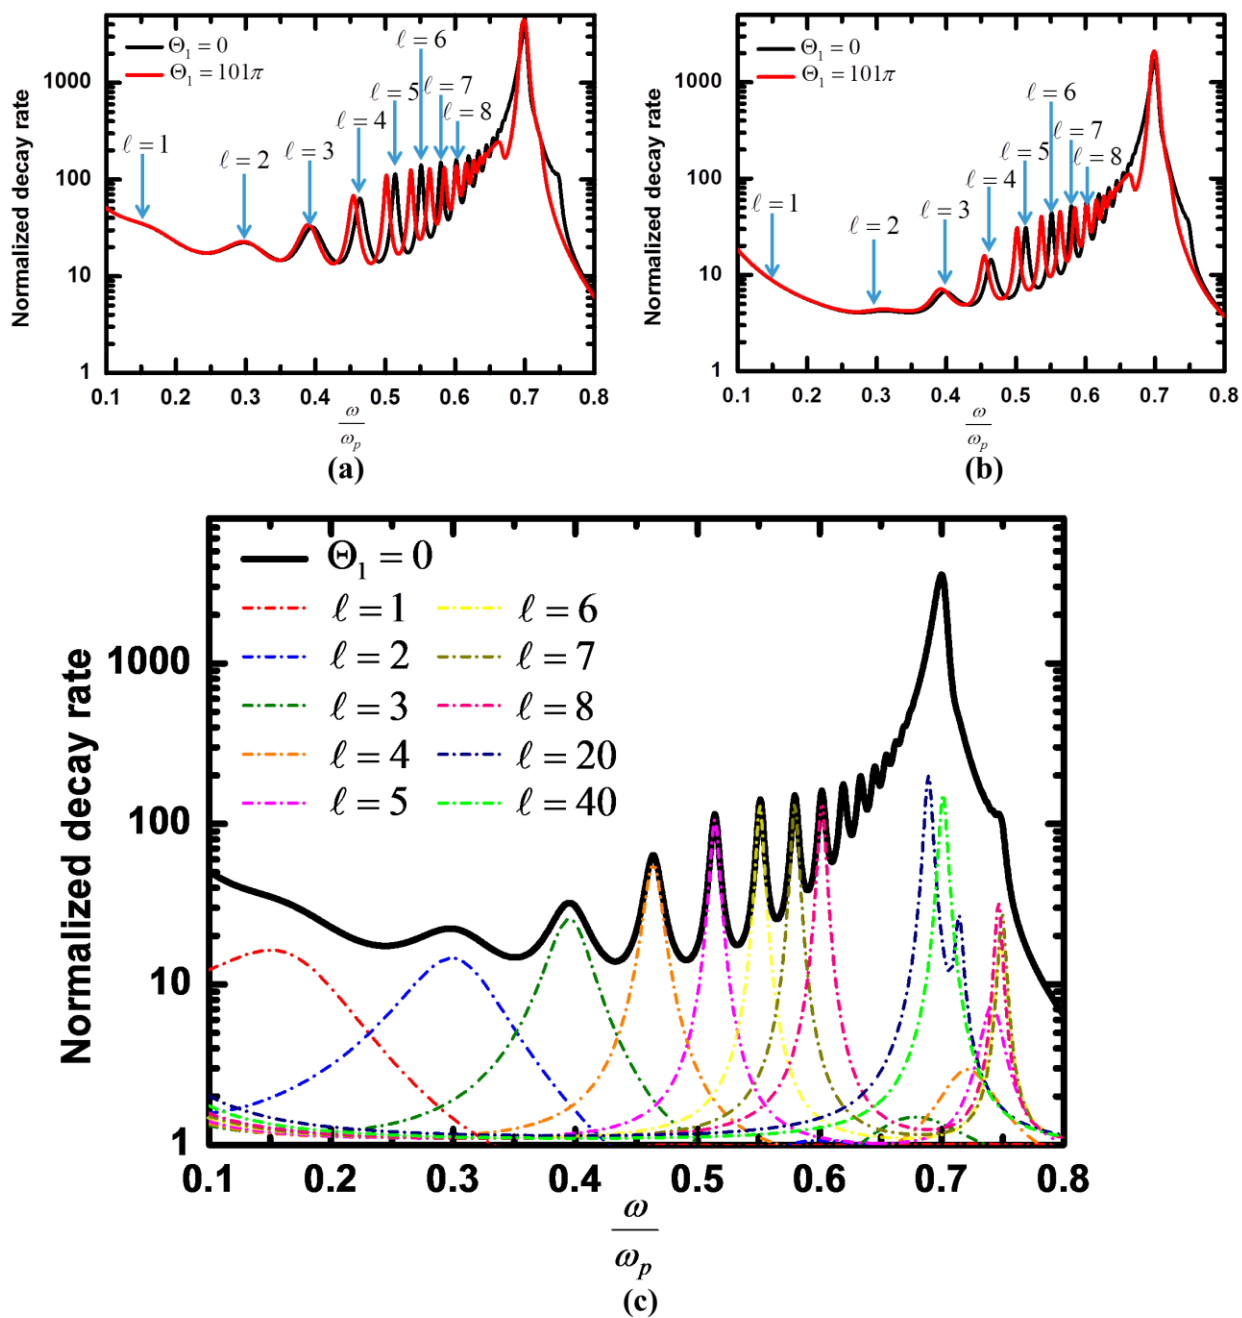 Normalized decay rate
1000
100
10
1
Θ₁ = 0
Θ₁ = 101π
ℓ = 1
ℓ = 2
ℓ = 3
ℓ = 4
ℓ = 5
ℓ = 6
ℓ = 7
ℓ = 8
0.1 0.2 0.3 0.4 0.5 0.6 0.7 0.8
ω
ωₚ
(a)
Normalized decay rate
1000
100
10
1
Θ₁ = 0
Θ₁ = 101π
ℓ = 1
ℓ = 2
ℓ = 3
ℓ = 4
ℓ = 5
ℓ = 6
ℓ = 7
ℓ = 8
0.1 0.2 0.3 0.4 0.5 0.6 0.7 0.8
ω
ωₚ
(b)
Normalized decay rate
1000
100
10
1
Θ₁ = 0
ℓ = 1 ℓ = 6
ℓ = 2 ℓ = 7
ℓ = 3 ℓ = 8
ℓ = 4 ℓ = 20
ℓ = 5 ℓ = 40
0.1 0.2 0.3 0.4 0.5 0.6 0.7 0.8
ω
ωₚ
(c)